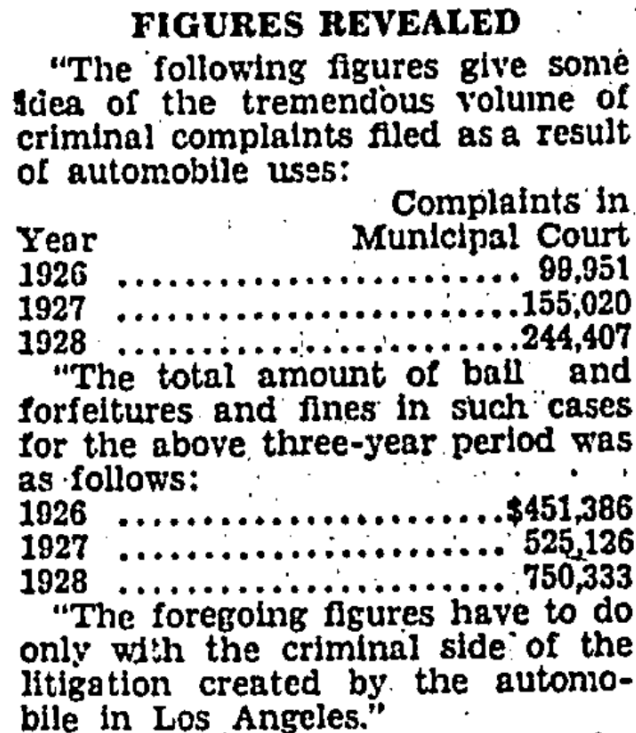 FIGURES REVEALED
"The following figures give some
idea of the tremendous volume of
criminal complaints filed as a result
of automobile uses:
Complaints in
Year Municipal Court
1926 ........................ 99,951
1927 ........................155,020
1928 ........................244,407
"The total amount of bail and
forfeitures and fines in such cases
for the above three-year period was
as follows:
1926 .......................$451,386
1927 ....................... 525,126
1928 ....................... 750,333
"The foregoing figures have to do
only with the criminal side of the
litigation created by the automo-
bile in Los Angeles."